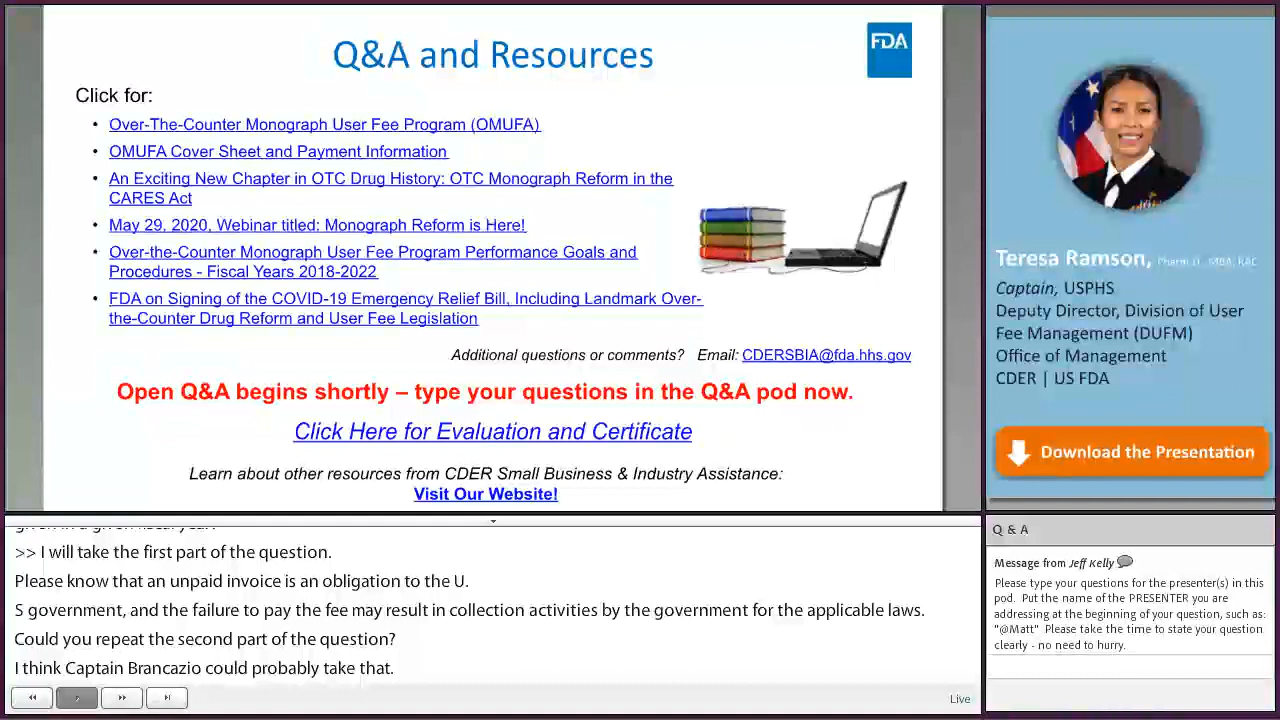 Q&A and Resources
FDA
Click for:
• Over-The-Counter Monograph User Fee Program (OMUFA)
• OMUFA Cover Sheet and Payment Information
• An Exciting New Chapter in OTC Drug History: OTC Monograph Reform in the
CARES Act
• May 29, 2020, Webinar titled: Monograph Reform is Here!
• Over-the-Counter Monograph User Fee Program Performance Goals and
Procedures - Fiscal Years 2018-2022
• FDA on Signing of the COVID-19 Emergency Relief Bill, Including Landmark Over-
the-Counter Drug Reform and User Fee Legislation
Additional questions or comments? Email: CDERSBIA@fda.hhs.gov
Open Q&A begins shortly – type your questions in the Q&A pod now.
Click Here for Evaluation and Certificate
Learn about other resources from CDER Small Business & Industry Assistance:
Visit Our Website!
Teresa Ramson, Pharm.D., MBA, RAC
Captain, USPHS
Deputy Director, Division of User
Fee Management (DUFM)
Office of Management
CDER | US FDA
Download the Presentation
>> I will take the first part of the question.
Please know that an unpaid invoice is an obligation to the U.
S government, and the failure to pay the fee may result in collection activities by the government for the applicable laws.
Could you repeat the second part of the question?
I think Captain Brancazio could probably take that.
Live
Q & A
Message from Jeff Kelly
Please type your questions for the presenter(s) in this
pod. Put the name of the PRESENTER you are
addressing at the beginning of your question, such as:
"@Matt" Please take the time to state your question
clearly - no need to hurry.